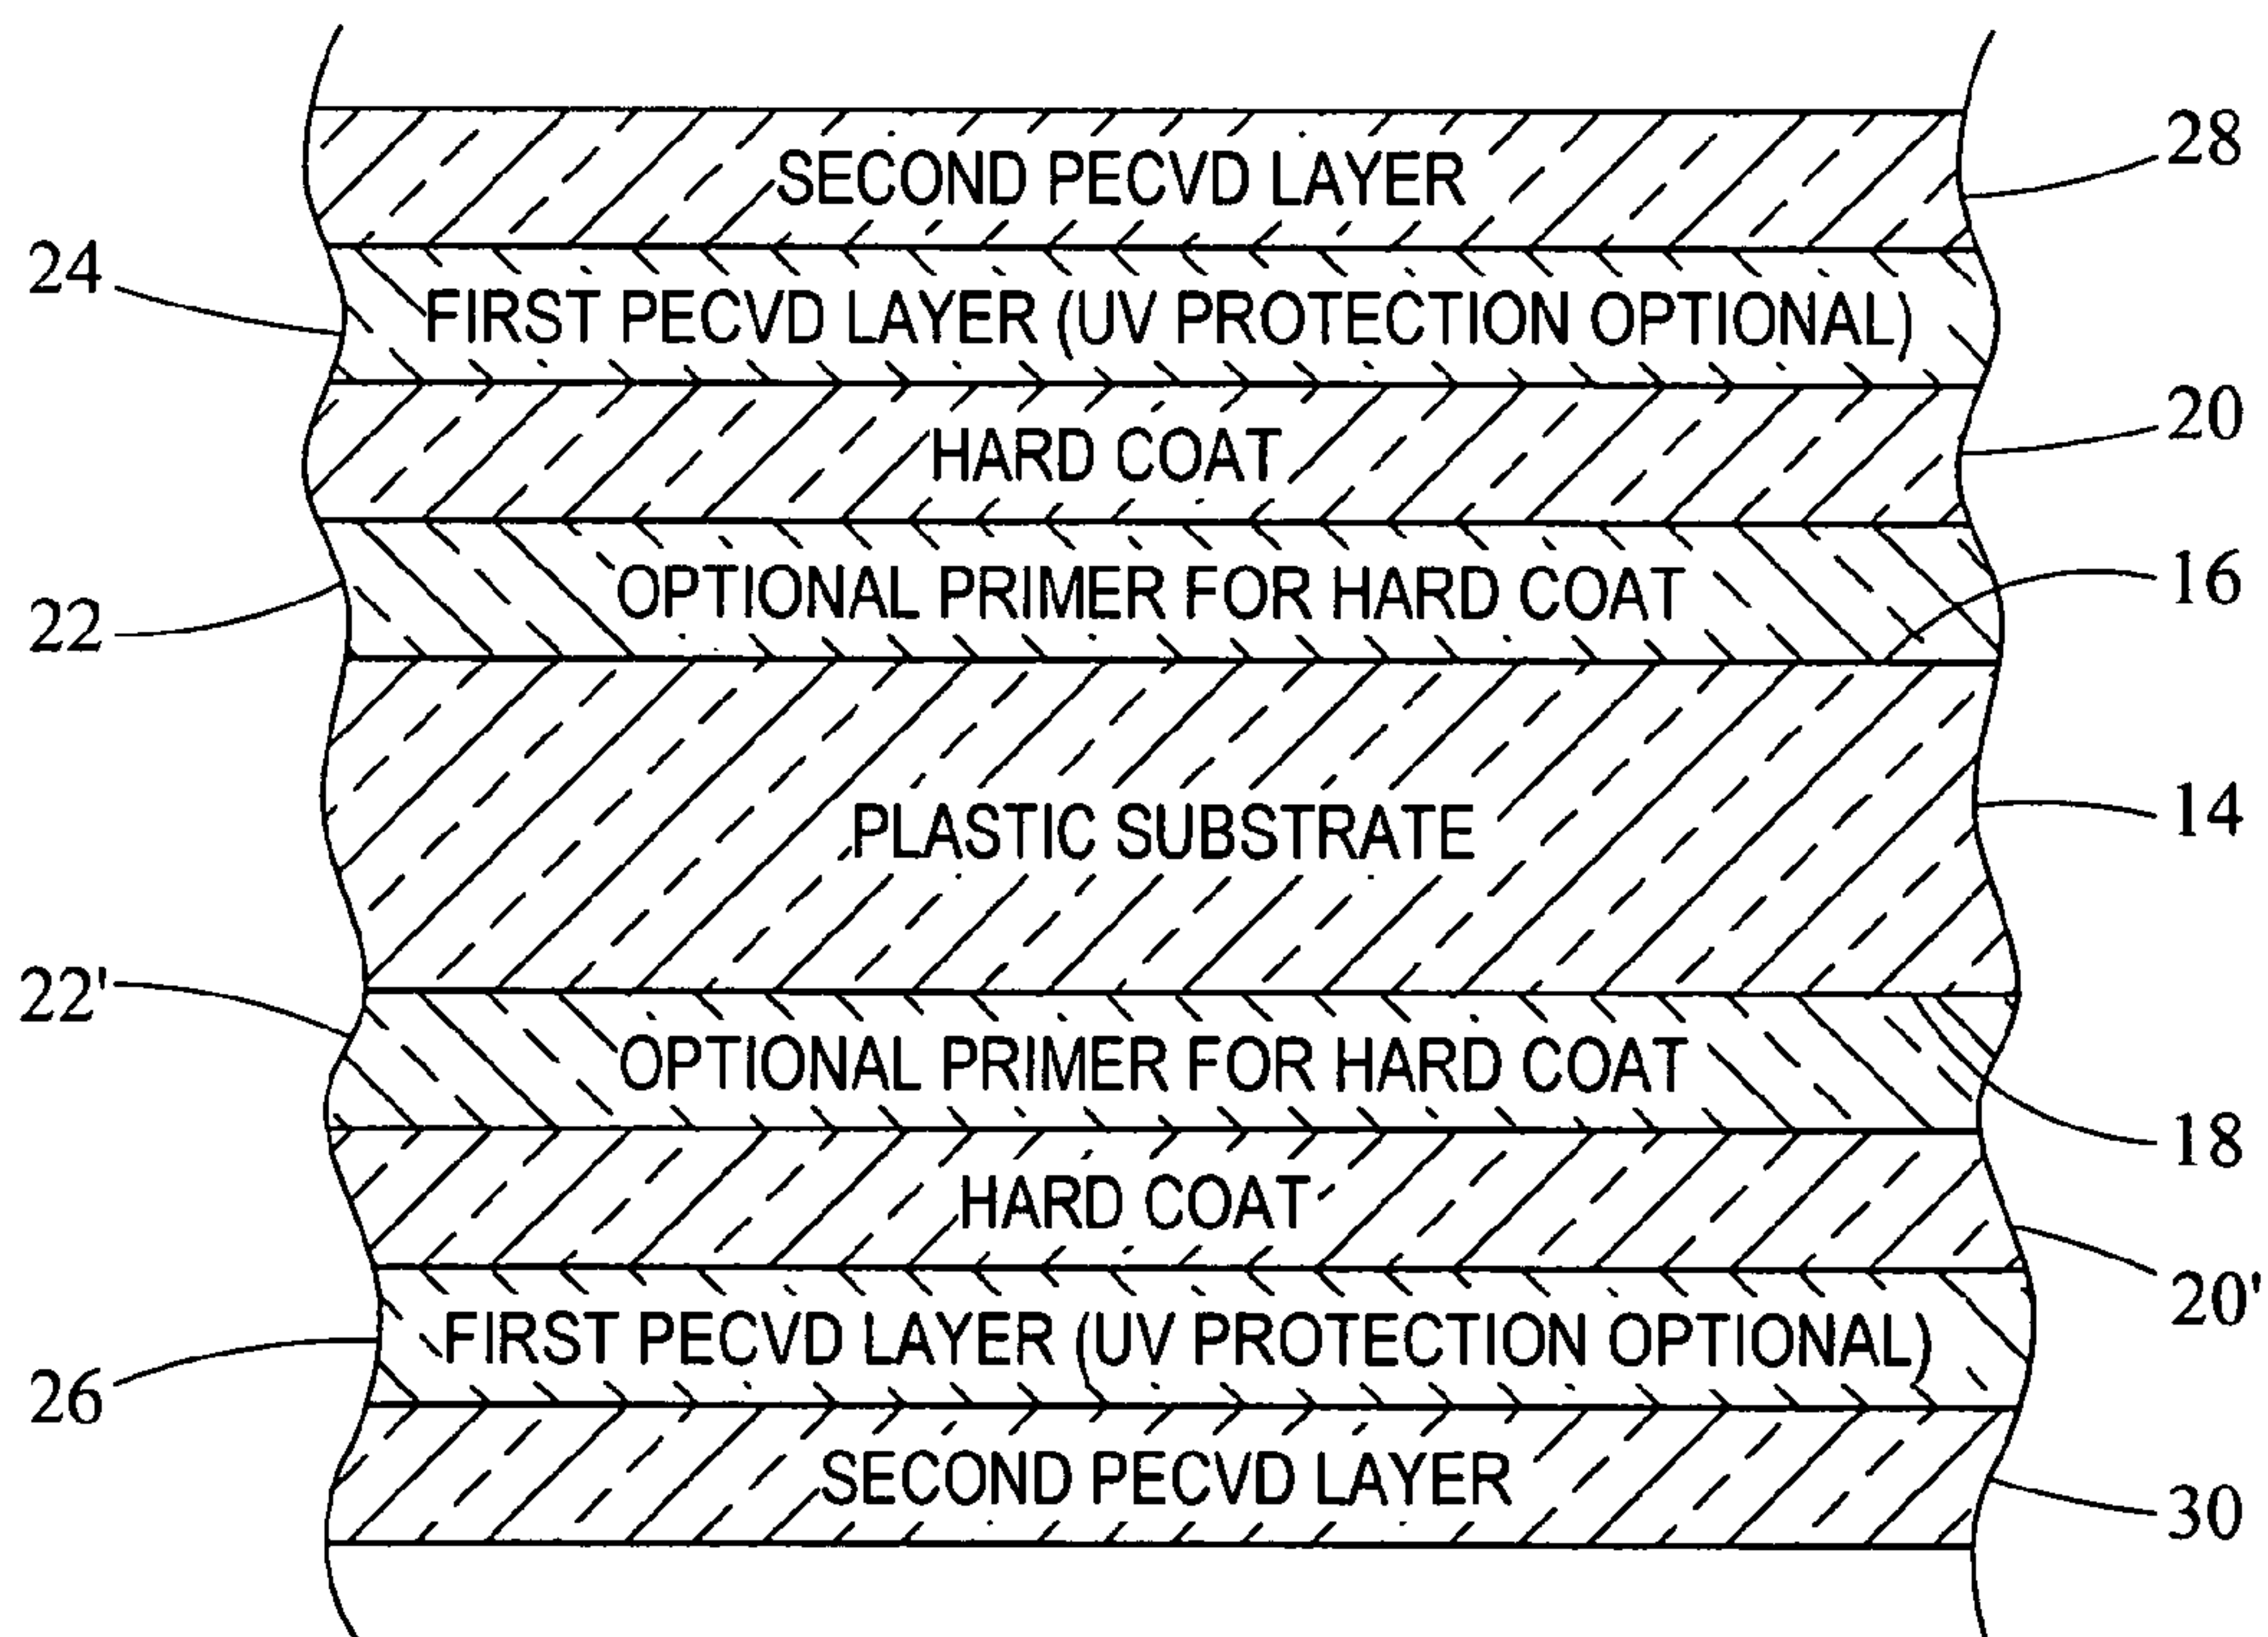 28
SECOND PECVD LAYER
24
FIRST PECVD LAYER (UV PROTECTION OPTIONAL)
20
HARD COAT
16
OPTIONAL PRIMER FOR HARD COAT
22
14
PLASTIC SUBSTRATE
22'
OPTIONAL PRIMER FOR HARD COAT
18
HARD COAT
20'
FIRST PECVD LAYER (UV PROTECTION OPTIONAL)
26
SECOND PECVD LAYER
30